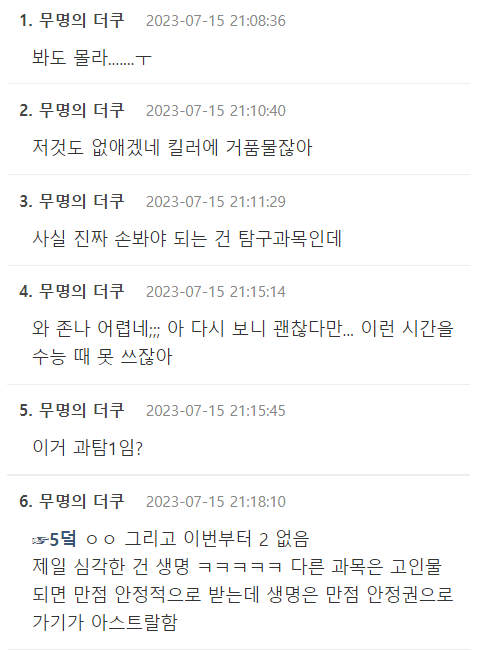 1. 무명의 더쿠 2023-07-15 21:08:36
봐도 몰라.......ㅜ
2. 무명의 더쿠 2023-07-15 21:10:40
저것도 없애겠네 킬러에 거품물잖아
3. 무명의 더쿠 2023-07-15 21:11:29
사실 진짜 손봐야 되는 건 탐구과목인데
4. 무명의 더쿠 2023-07-15 21:15:14
와 존나 어렵네;;; 아 다시 보니 괜찮다만... 이런 시간을
수능 때 못 쓰잖아
5. 무명의 더쿠 2023-07-15 21:15:45
이거 과탐1임?
6. 무명의 더쿠 2023-07-15 21:18:10
☞5덬 ㅇㅇ 그리고 이번부터 2 없음
제일 심각한 건 생명 ㅋㅋㅋㅋㅋ 다른 과목은 고인물
되면 만점 안정적으로 받는데 생명은 만점 안정권으로
가기가 아스트랄함